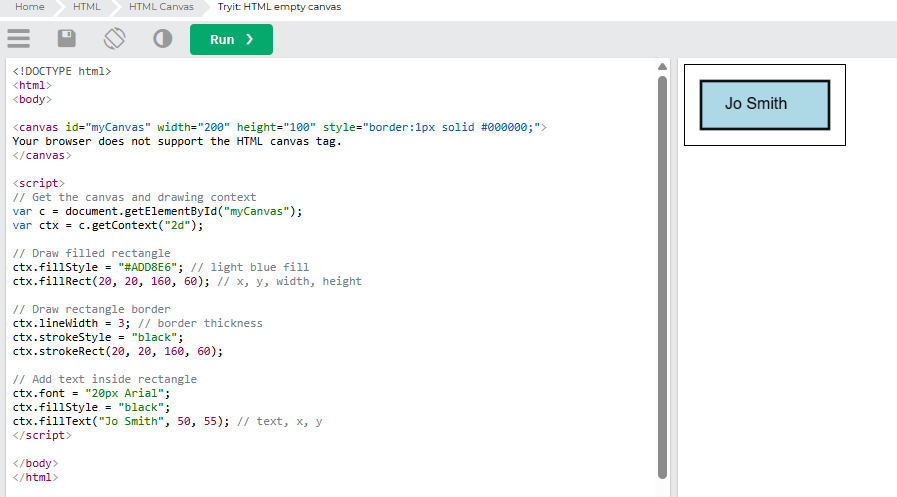 Home HTML HTML Canvas Tryit: HTML empty canvas
Run ❯
<!DOCTYPE html>
<html>
<body>
<canvas id="myCanvas" width="200" height="100" style="border:1px solid #000000;">
Your browser does not support the HTML canvas tag.
</canvas>
<script>
// Get the canvas and drawing context
var c = document.getElementById("myCanvas");
var ctx = c.getContext("2d");
// Draw filled rectangle
ctx.fillStyle = "#ADD8E6"; // light blue fill
ctx.fillRect(20, 20, 160, 60); // x, y, width, height
// Draw rectangle border
ctx.lineWidth = 3; // border thickness
ctx.strokeStyle = "black";
ctx.strokeRect(20, 20, 160, 60);
// Add text inside rectangle
ctx.font = "20px Arial";
ctx.fillStyle = "black";
ctx.fillText("Jo Smith", 50, 55); // text, x, y
</script>
</body>
</html>
Jo Smith